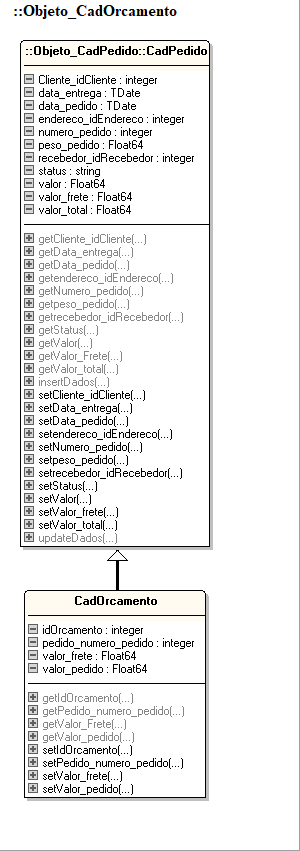 ::Objeto_CadOrcamento
::Objeto_CadPedido::CadPedido
Cliente_idCliente : integer
data_entrega : TDate
data_pedido : TDate
endereco_idEndereco : integer
numero_pedido : integer
peso_pedido : Float64
recebedor_idRecebedor : integer
status : string
valor : Float64
valor_frete : Float64
valor_total : Float64
getCliente_idCliente(...)
getData_entrega(...)
getData_pedido(...)
getendereco_idEndereco(...)
getNumero_pedido(...)
getpeso_pedido(...)
getrecebedor_idRecebedor(...)
getStatus(...)
getValor(...)
getValor_Frete(...)
getValor_total(...)
insertDados(...)
setCliente_idCliente(...)
setData_entrega(...)
setData_pedido(...)
setendereco_idEndereco(...)
setNumero_pedido(...)
setpeso_pedido(...)
setrecebedor_idRecebedor(...)
setStatus(...)
setValor(...)
setValor_frete(...)
setValor_total(...)
updateDados(...)
CadOrcamento
idOrcamento : integer
pedido_numero_pedido : integer
valor_frete : Float64
valor_pedido : Float64
getIdOrcamento(...)
getPedido_numero_pedido(...)
getValor_Frete(...)
getValor_pedido(...)
setIdOrcamento(...)
setPedido_numero_pedido(...)
setValor_frete(...)
setValor_pedido(...)